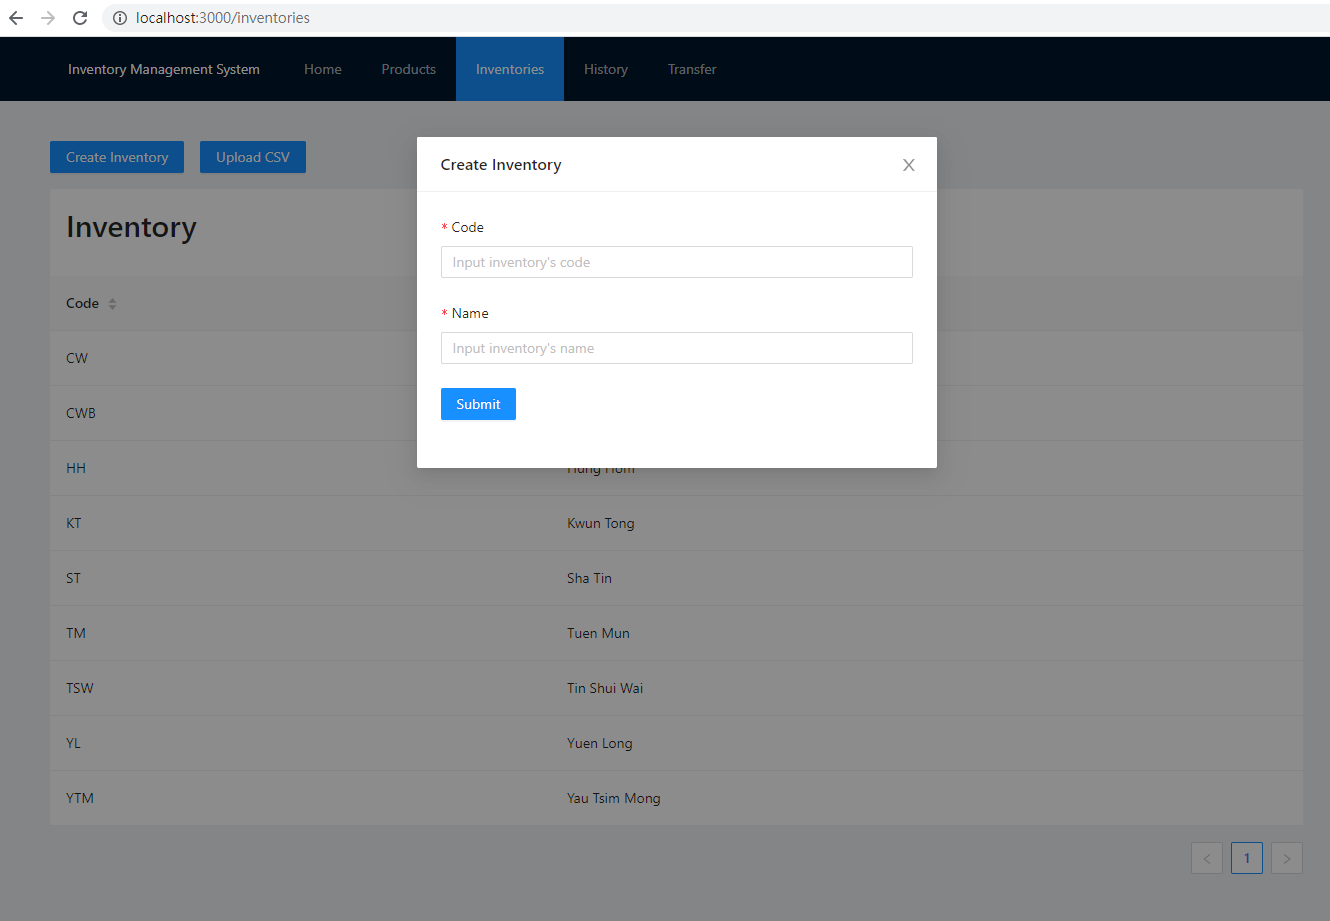 localhost:3000/inventories
Inventory Management System Home Products Inventories History Transfer
Create Inventory Upload CSV
Inventory
Code
CW
CWB
HH Hung Hom
KT Kwun Tong
ST Sha Tin
TM Tuen Mun
TSW Tin Shui Wai
YL Yuen Long
YTM Yau Tsim Mong
< 1 >
Create Inventory X
* Code
Input inventory's code
* Name
Input inventory's name
Submit